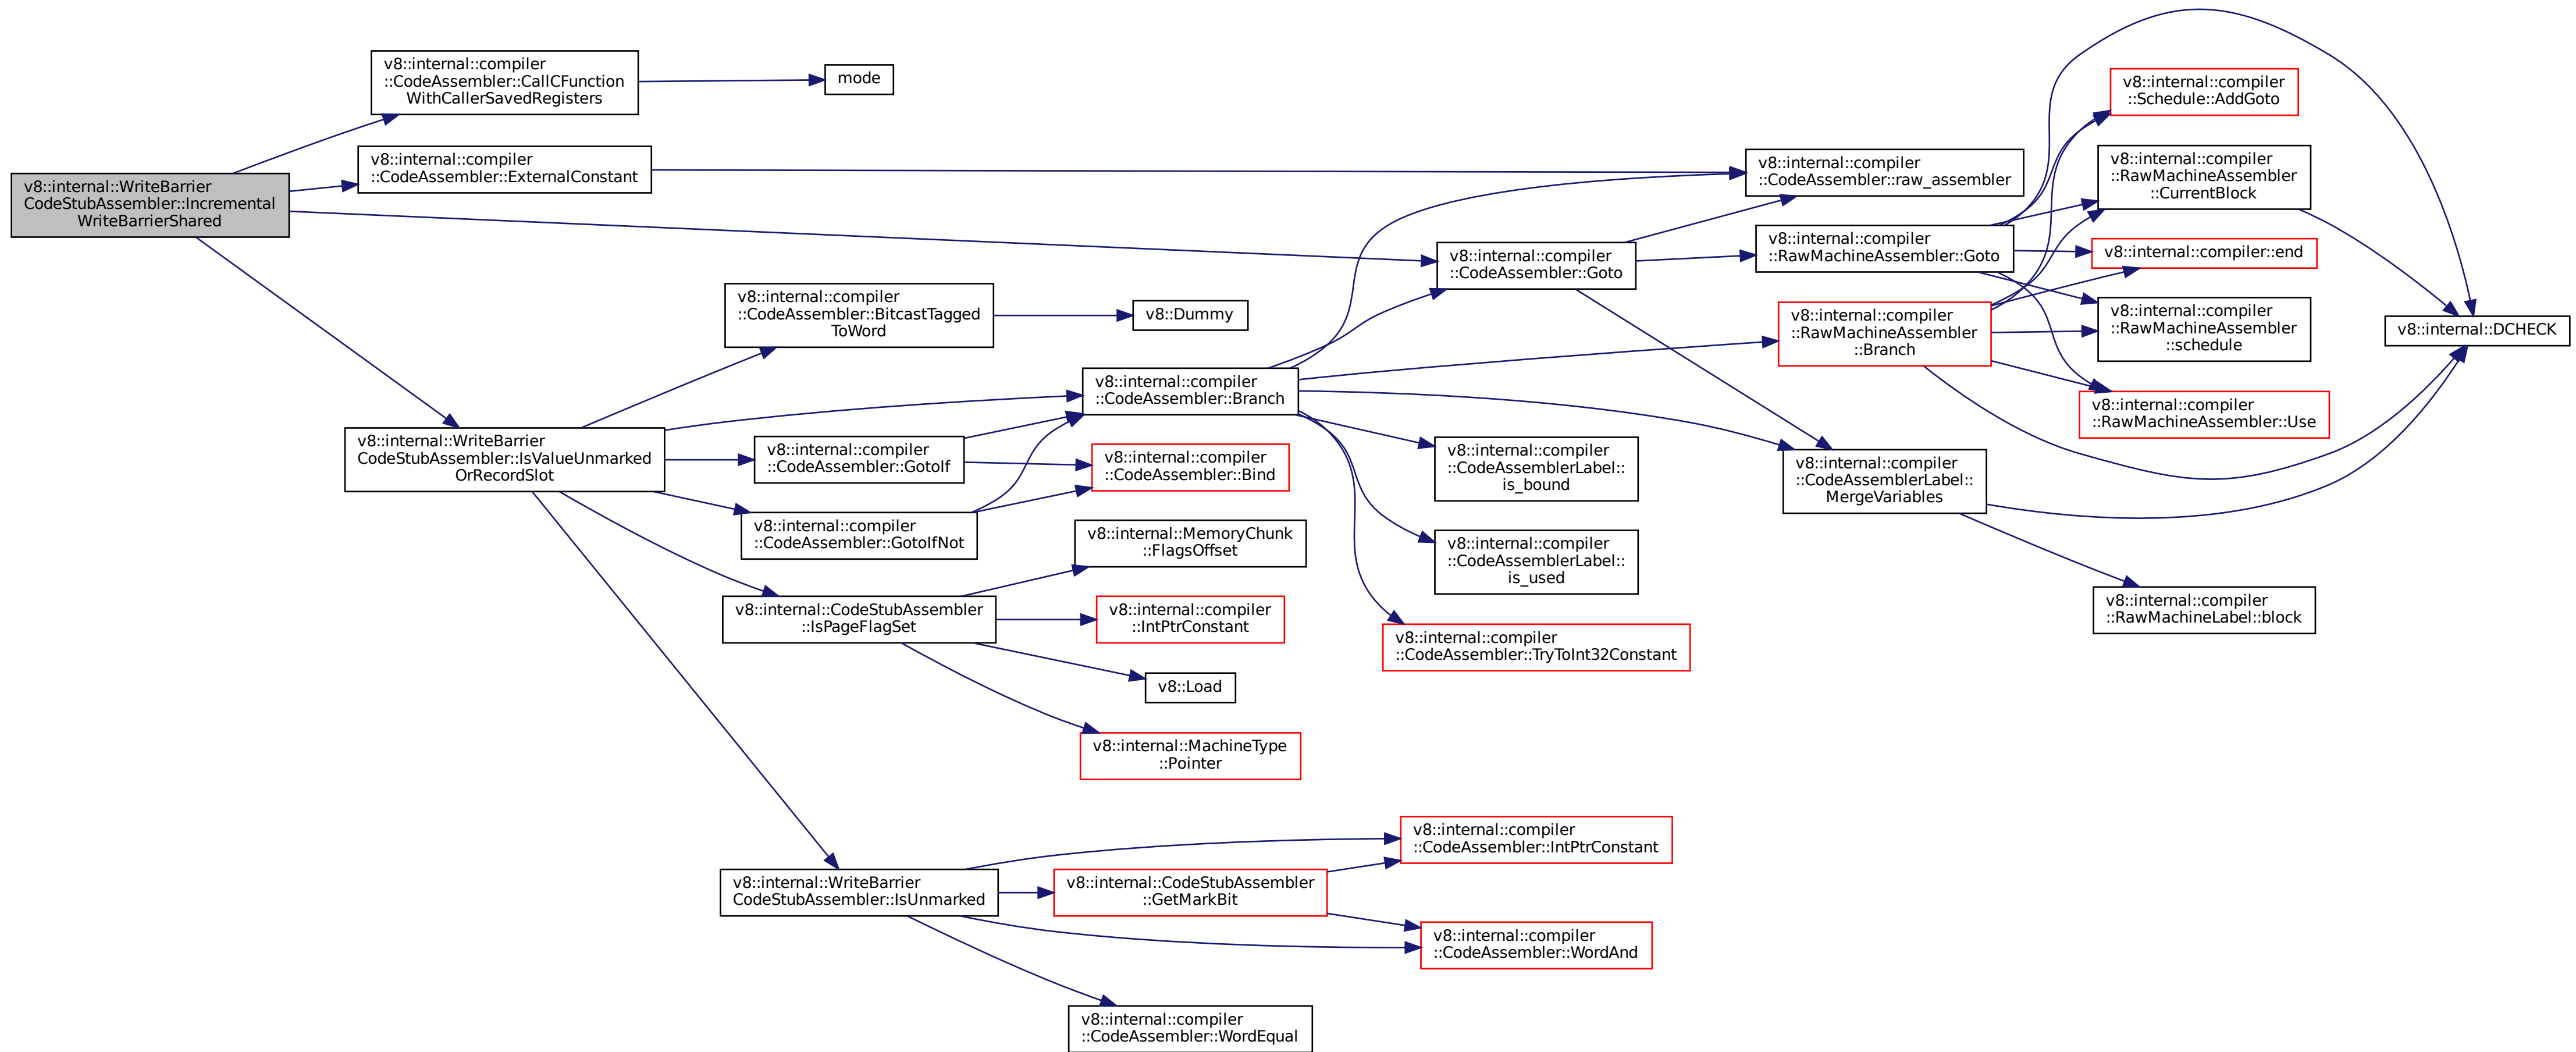 v8::internal::WriteBarrier
CodeStubAssembler::Incremental
WriteBarrierShared
v8::internal::compiler
::CodeAssembler::CallCFunction
WithCallerSavedRegisters
mode
v8::internal::compiler
::CodeAssembler::ExternalConstant
v8::internal::compiler
::CodeAssembler::raw_assembler
v8::internal::compiler
::CodeAssembler::Goto
v8::internal::compiler
::RawMachineAssembler::Goto
v8::internal::compiler
::Schedule::AddGoto
v8::internal::compiler
::RawMachineAssembler
::CurrentBlock
v8::internal::compiler::end
v8::internal::compiler
::RawMachineAssembler
::schedule
v8::internal::DCHECK
v8::internal::compiler
::RawMachineAssembler::Use
v8::internal::compiler
::RawMachineAssembler
::Branch
v8::internal::compiler
::CodeAssembler::BitcastTagged
ToWord
v8::Dummy
v8::internal::compiler
::CodeAssembler::Branch
v8::internal::WriteBarrier
CodeStubAssembler::IsValueUnmarked
OrRecordSlot
v8::internal::compiler
::CodeAssembler::GotoIf
v8::internal::compiler
::CodeAssembler::Bind
v8::internal::compiler
::CodeAssemblerLabel::
is_bound
v8::internal::compiler
::CodeAssemblerLabel::
MergeVariables
v8::internal::compiler
::CodeAssembler::GotoIfNot
v8::internal::MemoryChunk
::FlagsOffset
v8::internal::compiler
::CodeAssemblerLabel::
is_used
v8::internal::compiler
::RawMachineLabel::block
v8::internal::CodeStubAssembler
::IsPageFlagSet
v8::internal::compiler
::IntPtrConstant
v8::internal::compiler
::CodeAssembler::TryToInt32Constant
v8::Load
v8::internal::MachineType
::Pointer
v8::internal::compiler
::CodeAssembler::IntPtrConstant
v8::internal::WriteBarrier
CodeStubAssembler::IsUnmarked
v8::internal::CodeStubAssembler
::GetMarkBit
v8::internal::compiler
::CodeAssembler::WordAnd
v8::internal::compiler
::CodeAssembler::WordEqual